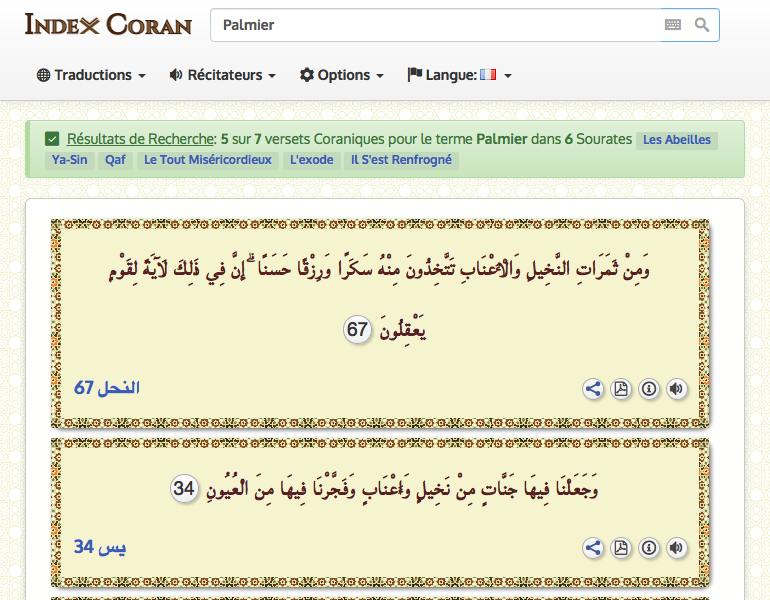 INDEX CORAN
Palmier
Traductions
Récitateurs
Options
Langue:
Résultats de Recherche: 5 sur 7 versets Coraniques pour le terme Palmier dans 6 Sourates Les Abeilles
Ya-Sin Qaf Le Tout Miséricordieux L'exode Il S'est Renfrogné
وَمِنْ ثَمَرَاتِ النَّخِيلِ وَالْأَعْنَابِ تَتَّخِذُونَ مِنْهُ سَكَرًا وَرِزْقًا حَسَنًا ۗ إِنَّ فِي ذَٰلِكَ لَآيَةً لِقَوْمٍ
يَعْقِلُونَ 67
النحل 67
وَجَعَلْنَا فِيهَا جَنَّاتٍ مِنْ نَخِيلٍ وَأَعْنَابٍ وَفَجَّرْنَا فِيهَا مِنَ الْعُيُونِ 34
يس 34